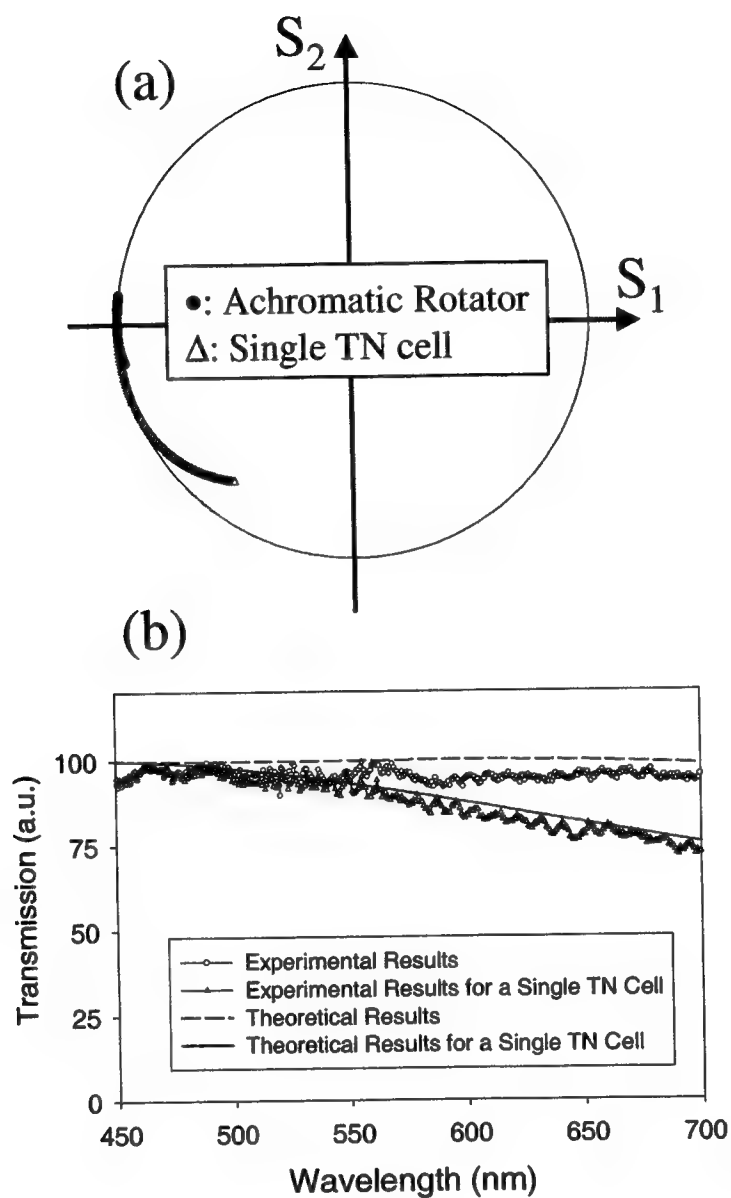 (a)
S2
S1
●: Achromatic Rotator
Δ: Single TN cell
(b)
Transmission (a.u.)
100
75
50
25
0
Experimental Results
Experimental Results for a Single TN Cell
Theoretical Results
Theoretical Results for a Single TN Cell
450 500 550 600 650 700
Wavelength (nm)